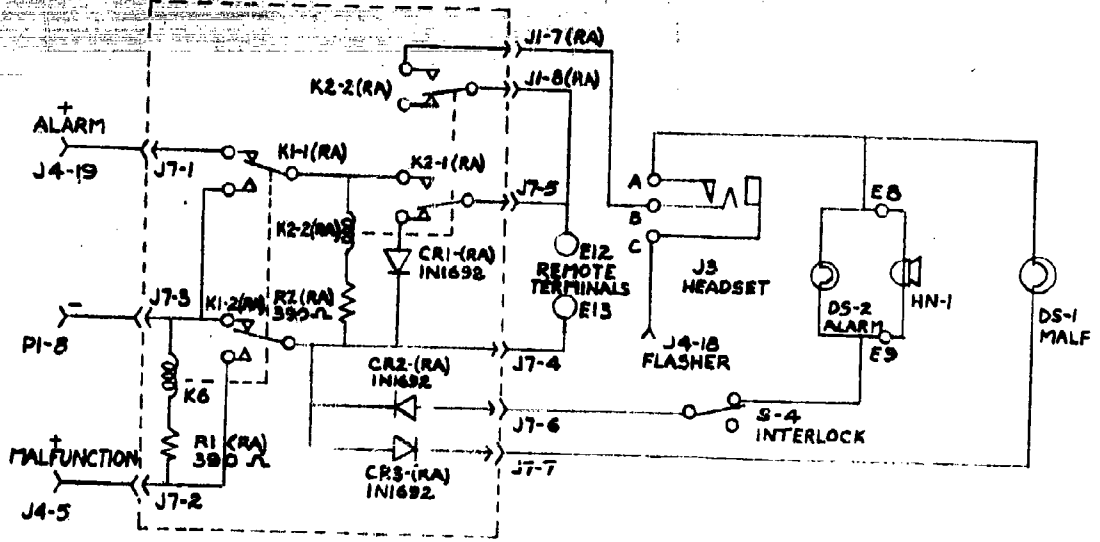 J1-7(RA)
K2-2(RA)
J1-8(RA)
+
ALARM
J4-19
J7-1
K1-1(RA)
K2-1(RA)
J7-5
A
B
C
E8
K2-2(RA)
CR1-(RA)
1N1692
E12
REMOTE
TERMINALS
E13
J3
HEADSET
DS-2
ALARM
HN-1
E9
DS-1
MALF
-
P1-8
J7-3
K1-2(RA)
R2(RA)
390Ω
J7-4
J4-18
FLASHER
CR2-(RA)
1N1692
K6
J7-6
S-4
INTERLOCK
R1 (RA)
390 Ω
+
MALFUNCTION
J4-5
J7-2
CR3-(RA)
1N1692
J7-7